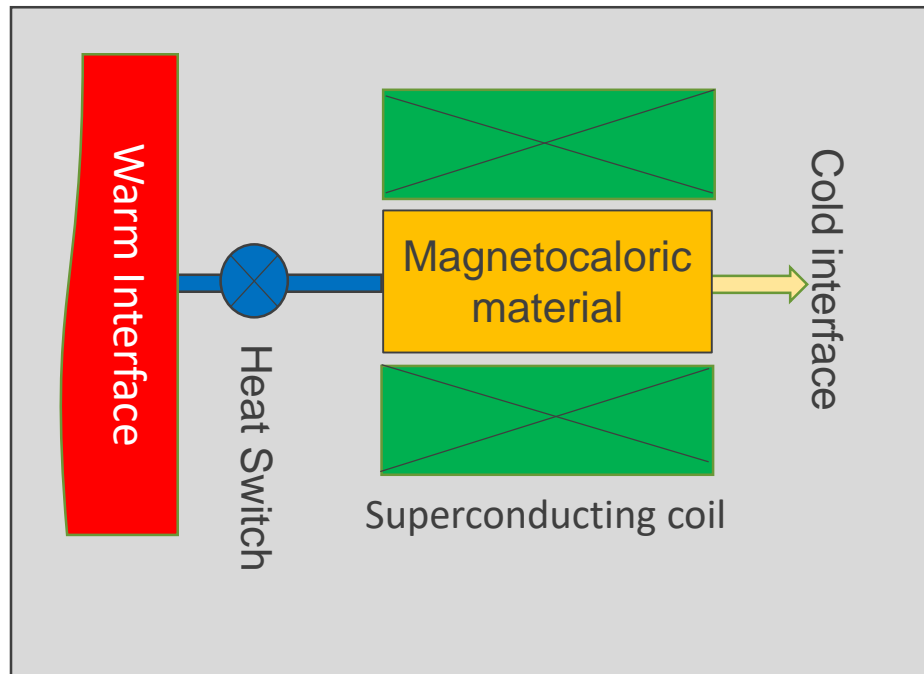 Warm Interface
Heat Switch
Magnetocaloric
material
Superconducting coil
Cold interface